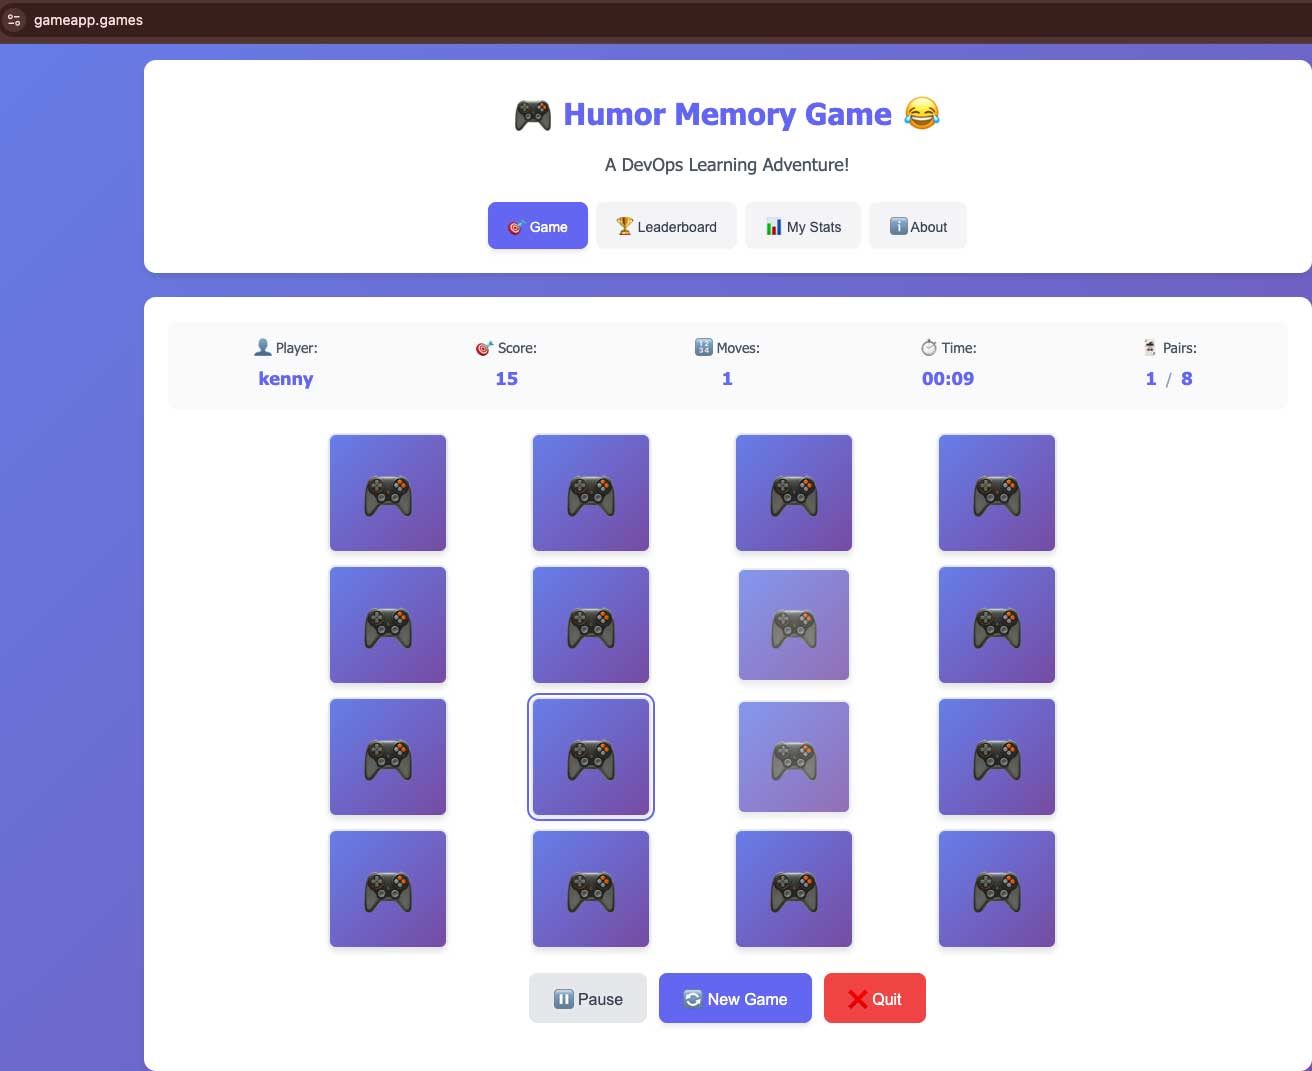 gameapp.games
Humor Memory Game
A DevOps Learning Adventure!
Game Leaderboard My Stats About
Player: Score: Moves: Time: Pairs:
kenny 15 1 00:09 1 / 8
Pause New Game Quit